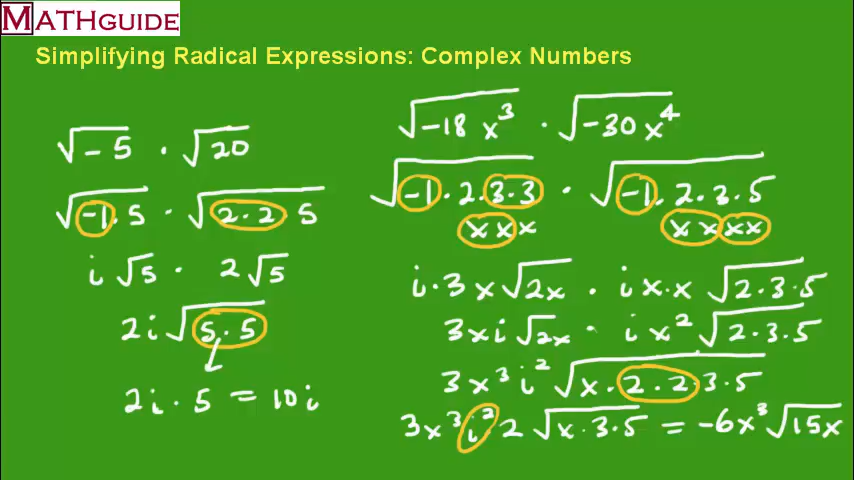 MATHGUIDE
Simplifying Radical Expressions: Complex Numbers
√-5 · √20
√-1·5 · √2·2·5
i√5 · 2√5
2i√5·5
2i · 5 = 10i
√-18x³ · √-30x⁴
√-1·2·3·3 · √-1·2·3·5
xxx xxxx
i·3x√2x · ix·x√2·3·5
3xi√2x · ix²√2·3·5
3x³i²√x·2·2·3·5
3x³i²2√x·3·5 = -6x³√15x